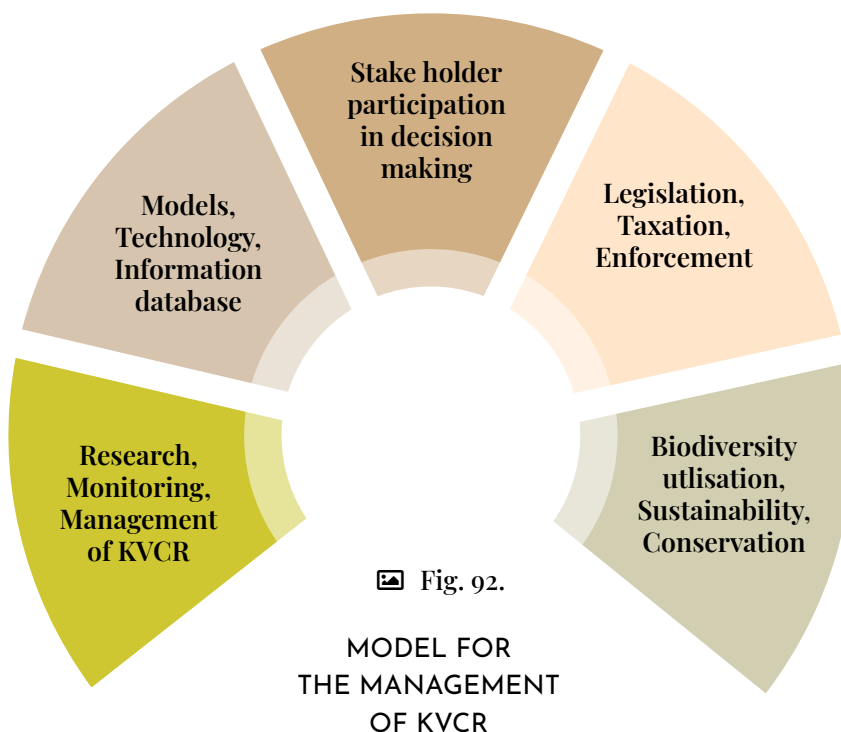 Stake holder
participation
in decision
making
Models,
Technology,
Information
database
Legislation,
Taxation,
Enforcement
Research,
Monitoring,
Management
of KVCR
Biodiversity
utlisation,
Sustainability,
Conservation
Fig. 92.
MODEL FOR
THE MANAGEMENT
OF KVCR